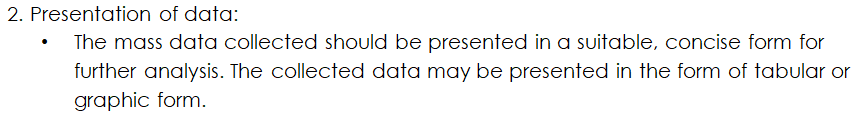 2. Presentation of data:
• The mass data collected should be presented in a suitable, concise form for
further analysis. The collected data may be presented in the form of tabular or
graphic form.